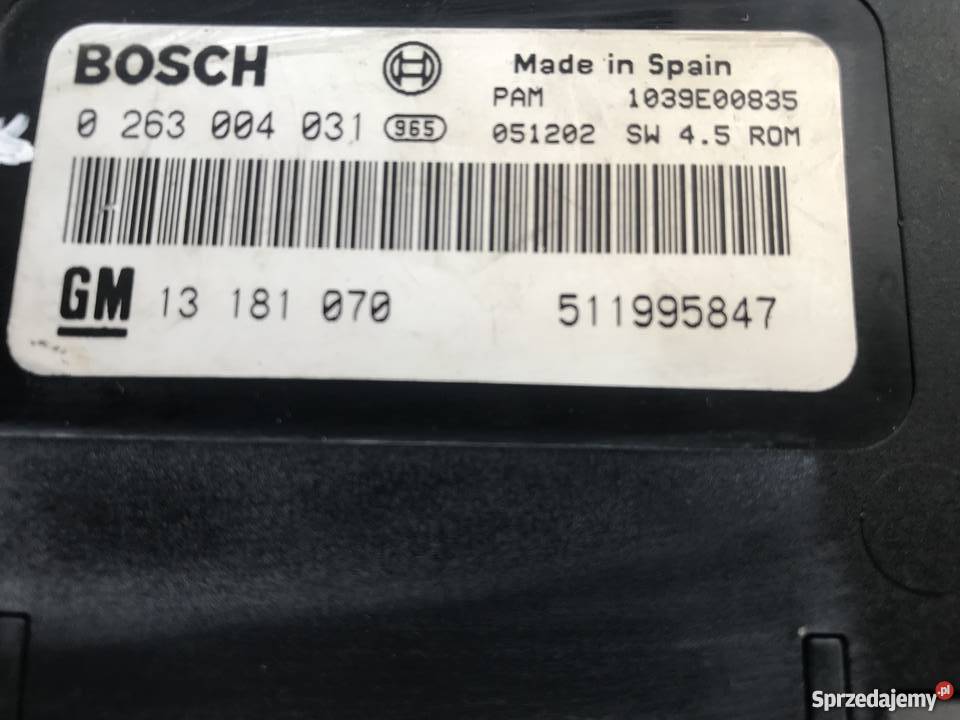 BOSCH
Made in Spain
PAM 1039E00835
0 263 004 031 965
051202 SW 4.5 ROM
GM 13 181 070 511995847
Sprzedajemy.pl